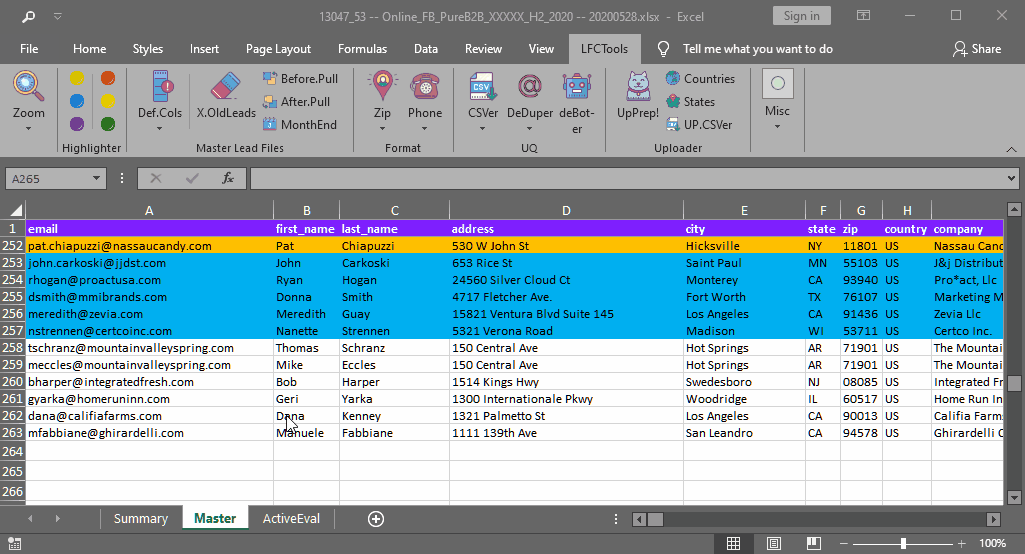 13047_53 -- Online_FB_PureB2B_XXXXX_H2_2020 -- 20200528.xlsx - Excel Sign in
File Home Styles Insert Page Layout Formulas Data Review View LFCTools Tell me what you want to do Share
Zoom
Highlighter
Def.Cols X.OldLeads Before.Pull
After.Pull
MonthEnd
Master Lead Files
Zip Phone
Format
CSV
CSVer DeDuper deBot-
er
UQ
UpPrep! Countries
States
UP.CSVer
Uploader
Misc
A265 fx
A B C D E F G H
1 email first_name last_name address city state zip country company
252 pat.chiapuzzi@nassaucandy.com Pat Chiapuzzi 530 W John St Hicksville NY 11801 US Nassau Canc
253 john.carkoski@jjdst.com John Carkoski 653 Rice St Saint Paul MN 55103 US J&j Distribut
254 rhogan@proactusa.com Ryan Hogan 24560 Silver Cloud Ct Monterey CA 93940 US Pro*act, Llc
255 dsmith@mmibrands.com Donna Smith 4717 Fletcher Ave. Fort Worth TX 76107 US Marketing M
256 meredith@zevia.com Meredith Guay 15821 Ventura Blvd Suite 145 Los Angeles CA 91436 US Zevia Llc
257 nstrennen@certcoinc.com Nanette Strennen 5321 Verona Road Madison WI 53711 US Certco Inc.
258 tschranz@mountainvalleyspring.com Thomas Schranz 150 Central Ave Hot Springs AR 71901 US The Mountai
259 meccles@mountainvalleyspring.com Mike Eccles 150 Central Ave Hot Springs AR 71901 US The Mountai
260 bharper@integratedfresh.com Bob Harper 1514 Kings Hwy Swedesboro NJ 08085 US Integrated Fr
261 gyarka@homeruninn.com Geri Yarka 1300 Internationale Pkwy Woodridge IL 60517 US Home Run In
262 dana@califiafarms.com Dana Kenney 1321 Palmetto St Los Angeles CA 90013 US Califia Farm
263 mfabbiane@ghirardelli.com Manuele Fabbiane 1111 139th Ave San Leandro CA 94578 US Ghirardelli C
264
265
266
Summary Master ActiveEval
100%